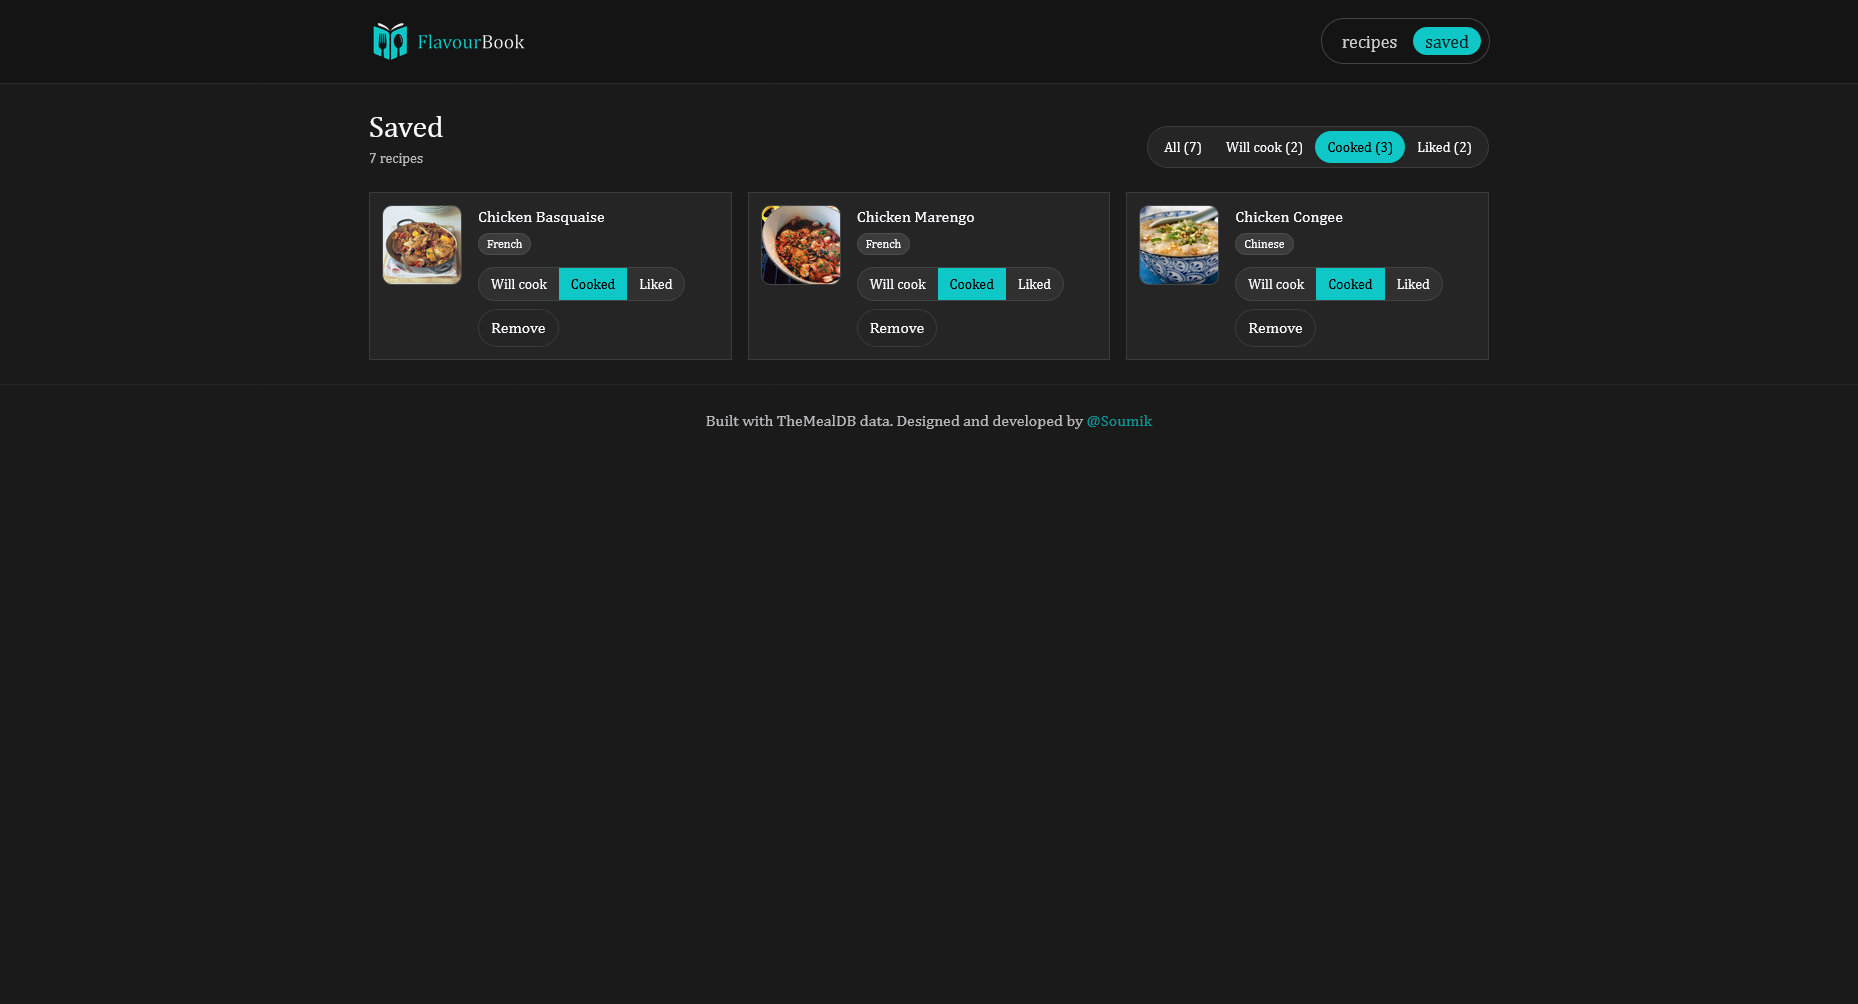 FlavourBook
recipes saved
Saved
7 recipes
All (7) Will cook (2) Cooked (3) Liked (2)
Chicken Basquaise
French
Will cook Cooked Liked
Remove
Chicken Marengo
French
Will cook Cooked Liked
Remove
Chicken Congee
Chinese
Will cook Cooked Liked
Remove
Built with TheMealDB data. Designed and developed by @Soumik